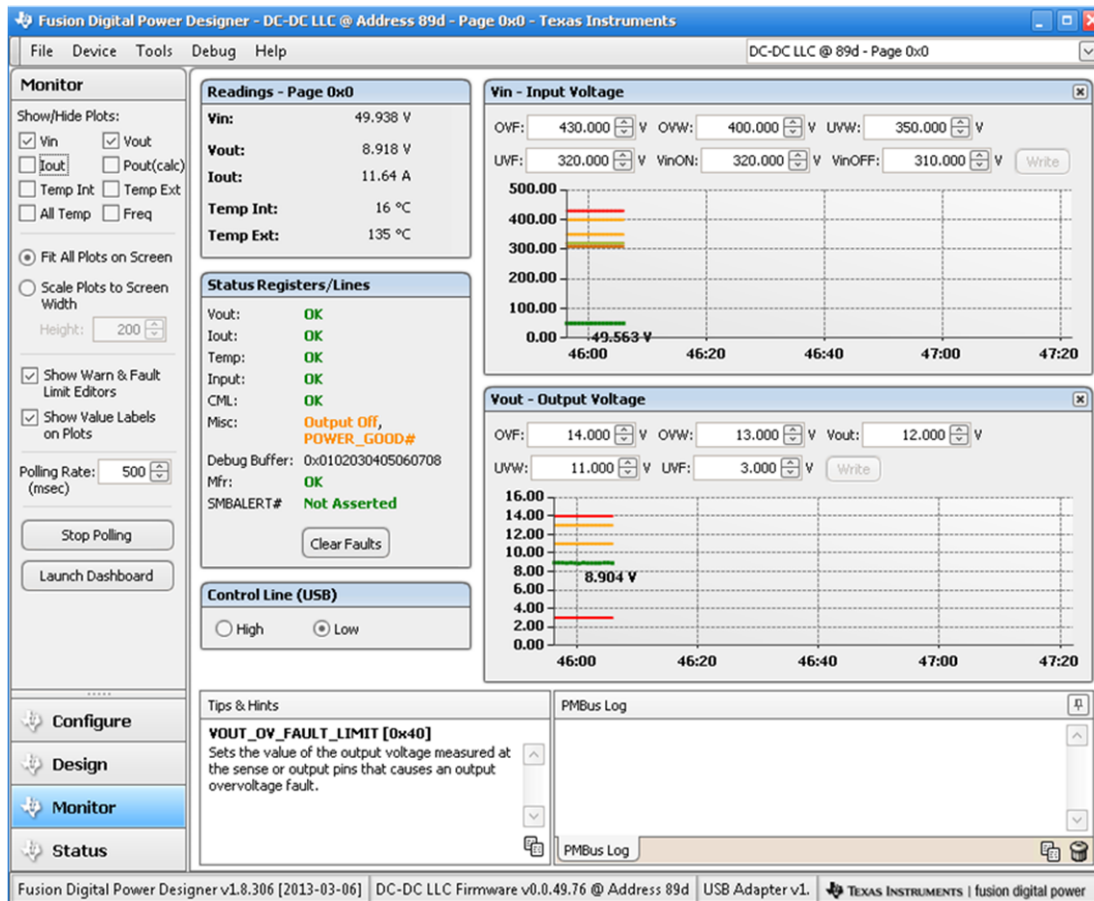 Fusion Digital Power Designer - DC-DC LLC @ Address 89d - Page 0x0 - Texas Instruments
File Device Tools Debug Help
DC-DC LLC @ 89d - Page 0x0
Monitor
Show/Hide Plots:
Vin Vout
Iout Pout(calc)
Temp Int Temp Ext
All Temp Freq
Fit All Plots on Screen
Scale Plots to Screen
Width
Height: 200
Show Warn & Fault
Limit Editors
Show Value Labels
on Plots
Polling Rate: 500
(msec)
Stop Polling
Launch Dashboard
Configure
Design
Monitor
Status
Readings - Page 0x0
Vin: 49.938 V
Vout: 8.918 V
Iout: 11.64 A
Temp Int: 16 °C
Temp Ext: 135 °C
Status Registers/Lines
Vout: OK
Iout: OK
Temp: OK
Input: OK
CML: OK
Misc: Output Off,
POWER_GOOD#
Debug Buffer: 0x0102030405060708
Mfr: OK
SMBALERT# Not Asserted
Clear Faults
Control Line (USB)
High Low
Vin - Input Voltage
OVF: 430.000 V OVW: 400.000 V UVW: 350.000 V
UVF: 320.000 V VinON: 320.000 V VinOFF: 310.000 V Write
500.00
400.00
300.00
200.00
100.00
0.00
49.563 V
46:00 46:20 46:40 47:00 47:20
Vout - Output Voltage
OVF: 14.000 V OVW: 13.000 V Vout: 12.000 V
UVW: 11.000 V UVF: 3.000 V Write
16.00
14.00
12.00
10.00
8.00
6.00
4.00
2.00
0.00
8.904 V
46:00 46:20 46:40 47:00 47:20
Tips & Hints
VOUT_OV_FAULT_LIMIT [0x40]
Sets the value of the output voltage measured at
the sense or output pins that causes an output
overvoltage fault.
PMBus Log
PMBus Log
Fusion Digital Power Designer v1.8.306 [2013-03-06] DC-DC LLC Firmware v0.0.49.76 @ Address 89d USB Adapter v1. TEXAS INSTRUMENTS | fusion digital power